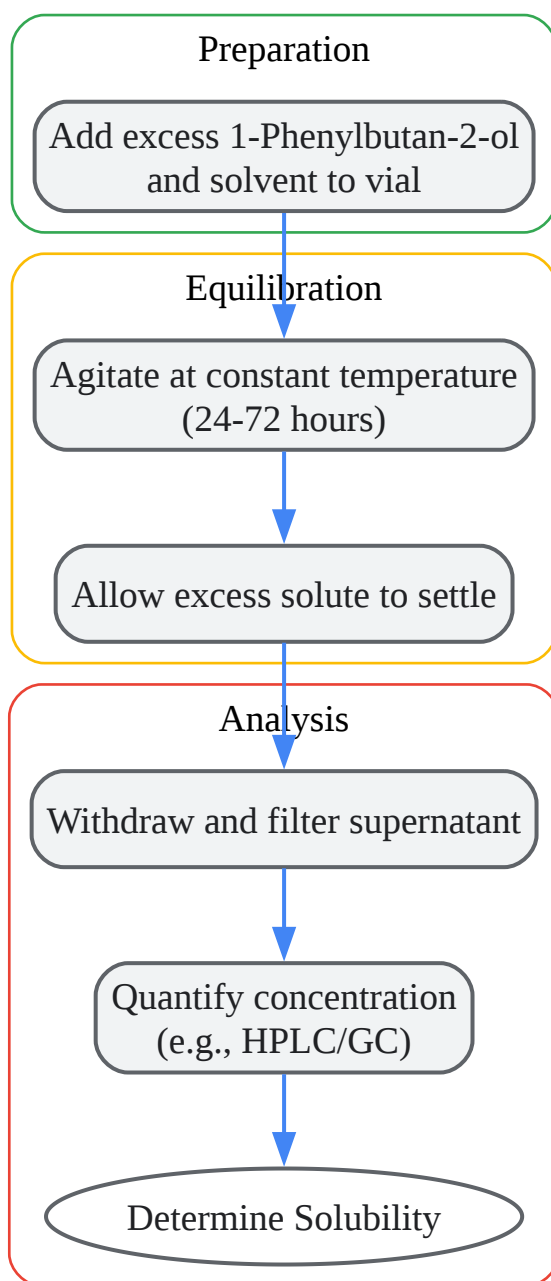 Preparation
Add excess 1-Phenylbutan-2-ol
and solvent to vial
Equilibration
Agitate at constant temperature
(24-72 hours)
Allow excess solute to settle
Analysis
Withdraw and filter supernatant
Quantify concentration
(e.g., HPLC/GC)
Determine Solubility